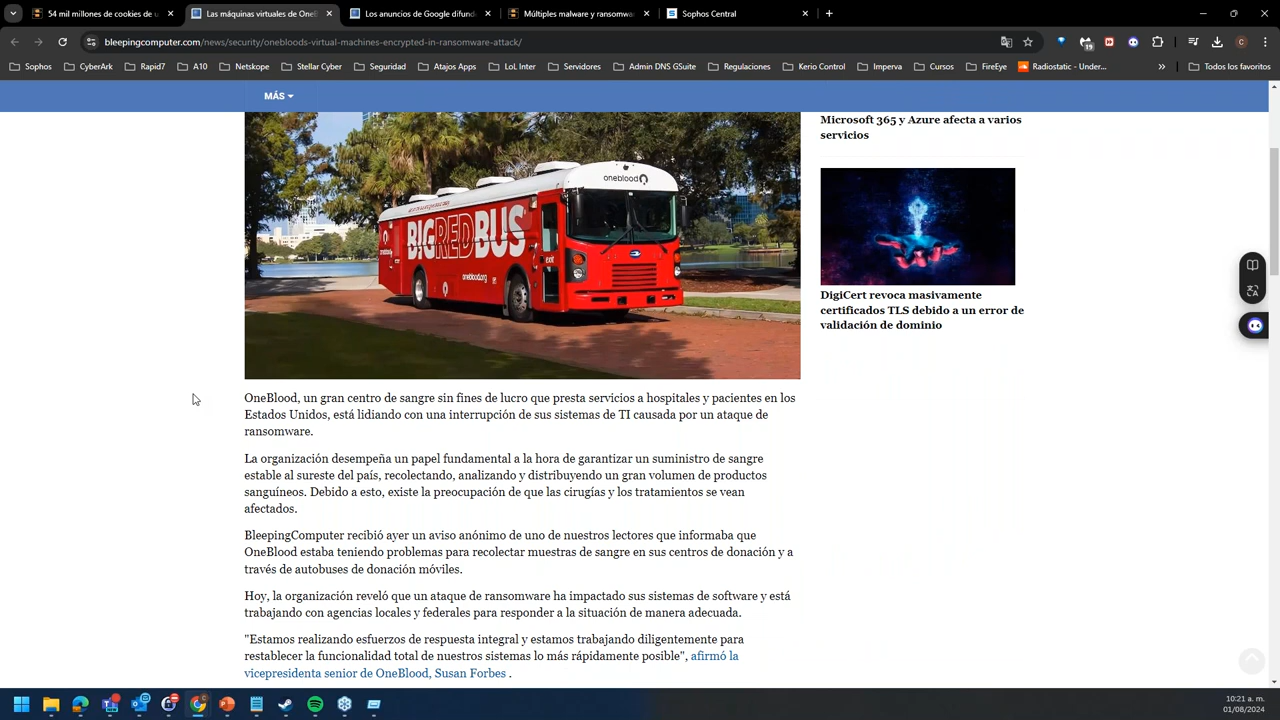 54 mil millones de cookies de u
Las máquinas virtuales de OneB
Los anuncios de Google difund
Múltiples malware y ransomwa
Sophos Central
bleepingcomputer.com/news/security/onebloods-virtual-machines-encrypted-in-ransomware-attack/
19
C
Sophos
CyberArk
Rapid7
A10
Netskope
Stellar Cyber
Seguridad
Atajos Apps
LoL Inter
Servidores
Admin DNS GSuite
Regulaciones
Kerio Control
Imperva
Cursos
FireEye
Radiostatic - Under...
»
Todos los favoritos
MÁS
oneblood
BIGREDBUS
oneblood.org
exit
Microsoft 365 y Azure afecta a varios
servicios
DigiCert revoca masivamente
certificados TLS debido a un error de
validación de dominio
OneBlood, un gran centro de sangre sin fines de lucro que presta servicios a hospitales y pacientes en los
Estados Unidos, está lidiando con una interrupción de sus sistemas de TI causada por un ataque de
ransomware.
La organización desempeña un papel fundamental a la hora de garantizar un suministro de sangre
estable al sureste del país, recolectando, analizando y distribuyendo un gran volumen de productos
sanguíneos. Debido a esto, existe la preocupación de que las cirugías y los tratamientos se vean
afectados.
BleepingComputer recibió ayer un aviso anónimo de uno de nuestros lectores que informaba que
OneBlood estaba teniendo problemas para recolectar muestras de sangre en sus centros de donación y a
través de autobuses de donación móviles.
Hoy, la organización reveló que un ataque de ransomware ha impactado sus sistemas de software y está
trabajando con agencias locales y federales para responder a la situación de manera adecuada.
"Estamos realizando esfuerzos de respuesta integral y estamos trabajando diligentemente para
restablecer la funcionalidad total de nuestros sistemas lo más rápidamente posible", afirmó la
vicepresidenta senior de OneBlood, Susan Forbes .
10:21 a. m.
01/08/2024